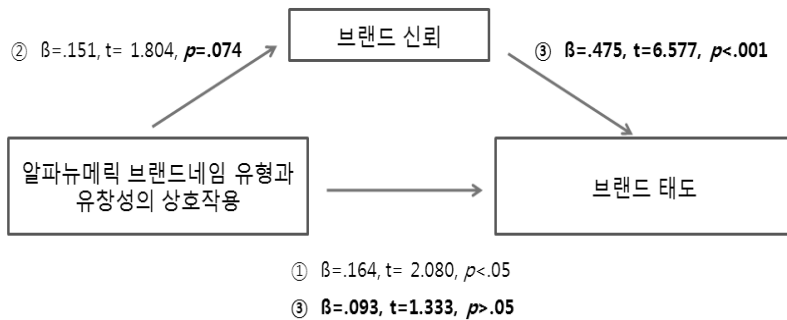 브랜드 신뢰
② ß=.151, t= 1.804, p=.074
③ ß=.475, t=6.577, p<.001
알파뉴메릭 브랜드네임 유형과
유창성의 상호작용
브랜드 태도
① ß=.164, t= 2.080, p<.05
③ ß=.093, t=1.333, p>.05